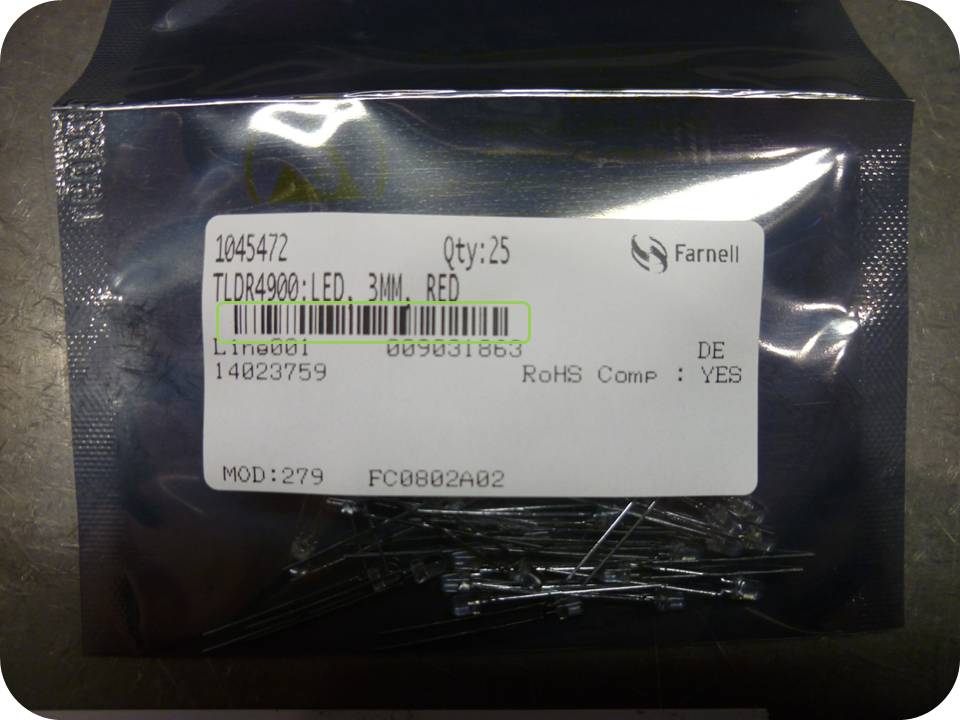 1045472 Qty:25 Farnell
TLDR4900:LED, 3MM, RED
Line001 009031863 DE
14023759 RoHS Comp : YES
MOD:279 FC0802A02